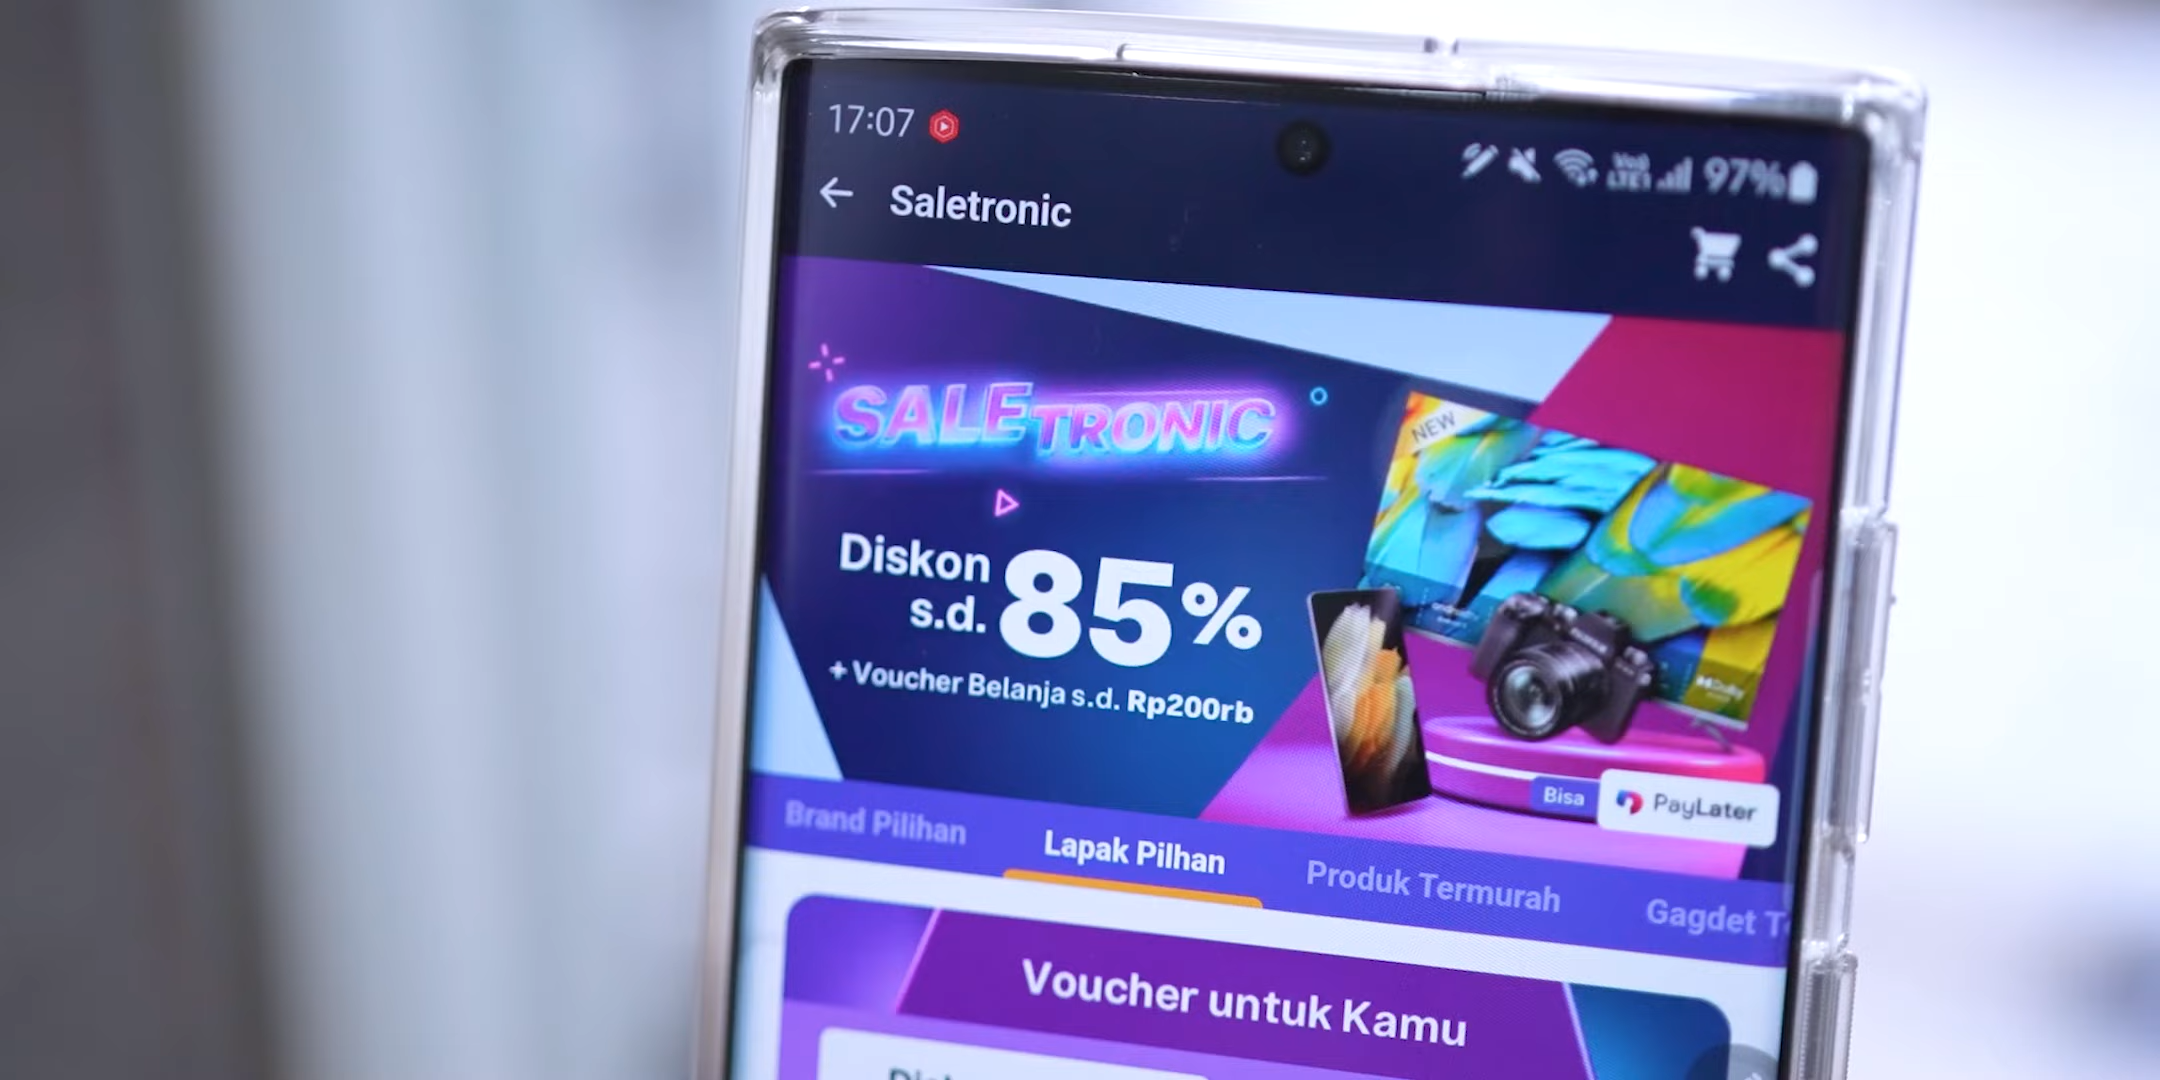 17:07
97%
Saletronic
SALETRONIC
NEW
Diskon
s.d. 85%
+ Voucher Belanja s.d. Rp200rb
Bisa PayLater
Brand Pilihan
Lapak Pilhan
Produk Termurah
Gagdet
Voucher untuk Kamu